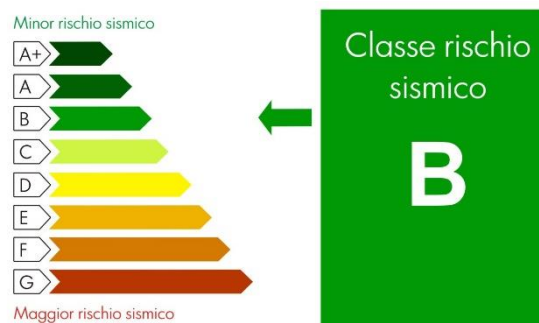 Minor rischio sismico
A+
A
B
C
D
E
F
G
Maggior rischio sismico
Classe rischio
sismico
B